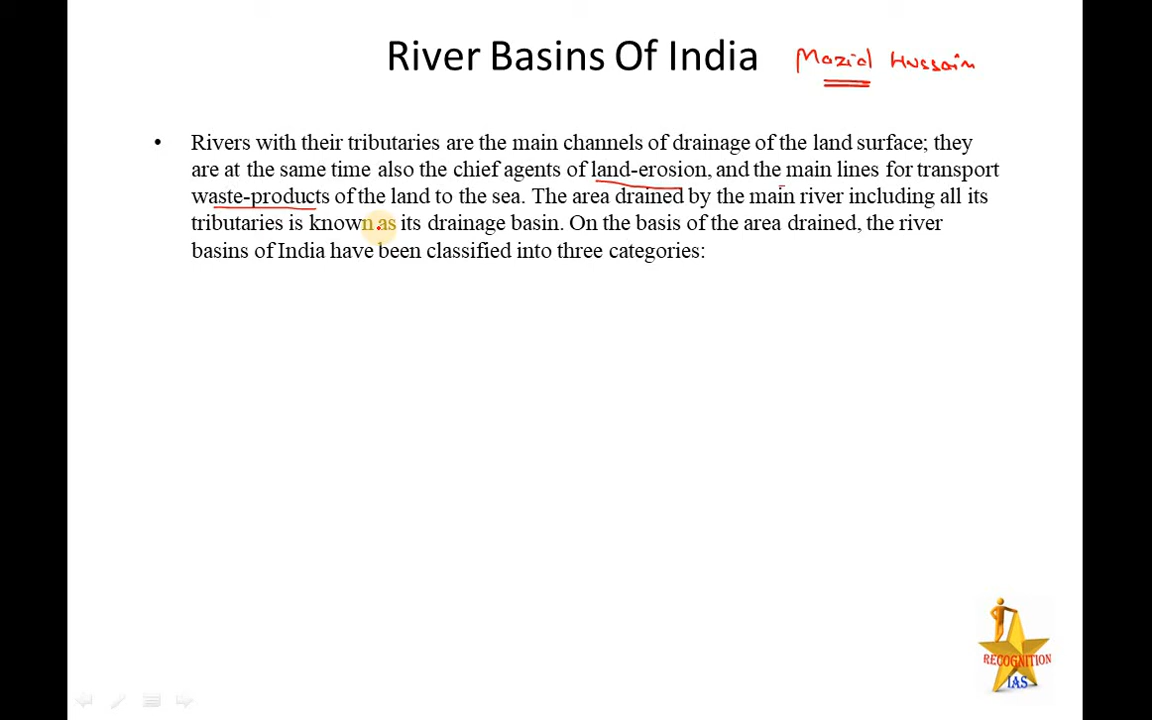 River Basins Of India Mazid Hussain
• Rivers with their tributaries are the main channels of drainage of the land surface; they
are at the same time also the chief agents of land-erosion, and the main lines for transport
waste-products of the land to the sea. The area drained by the main river including all its
tributaries is known as its drainage basin. On the basis of the area drained, the river
basins of India have been classified into three categories:
RECOGNITION
IAS